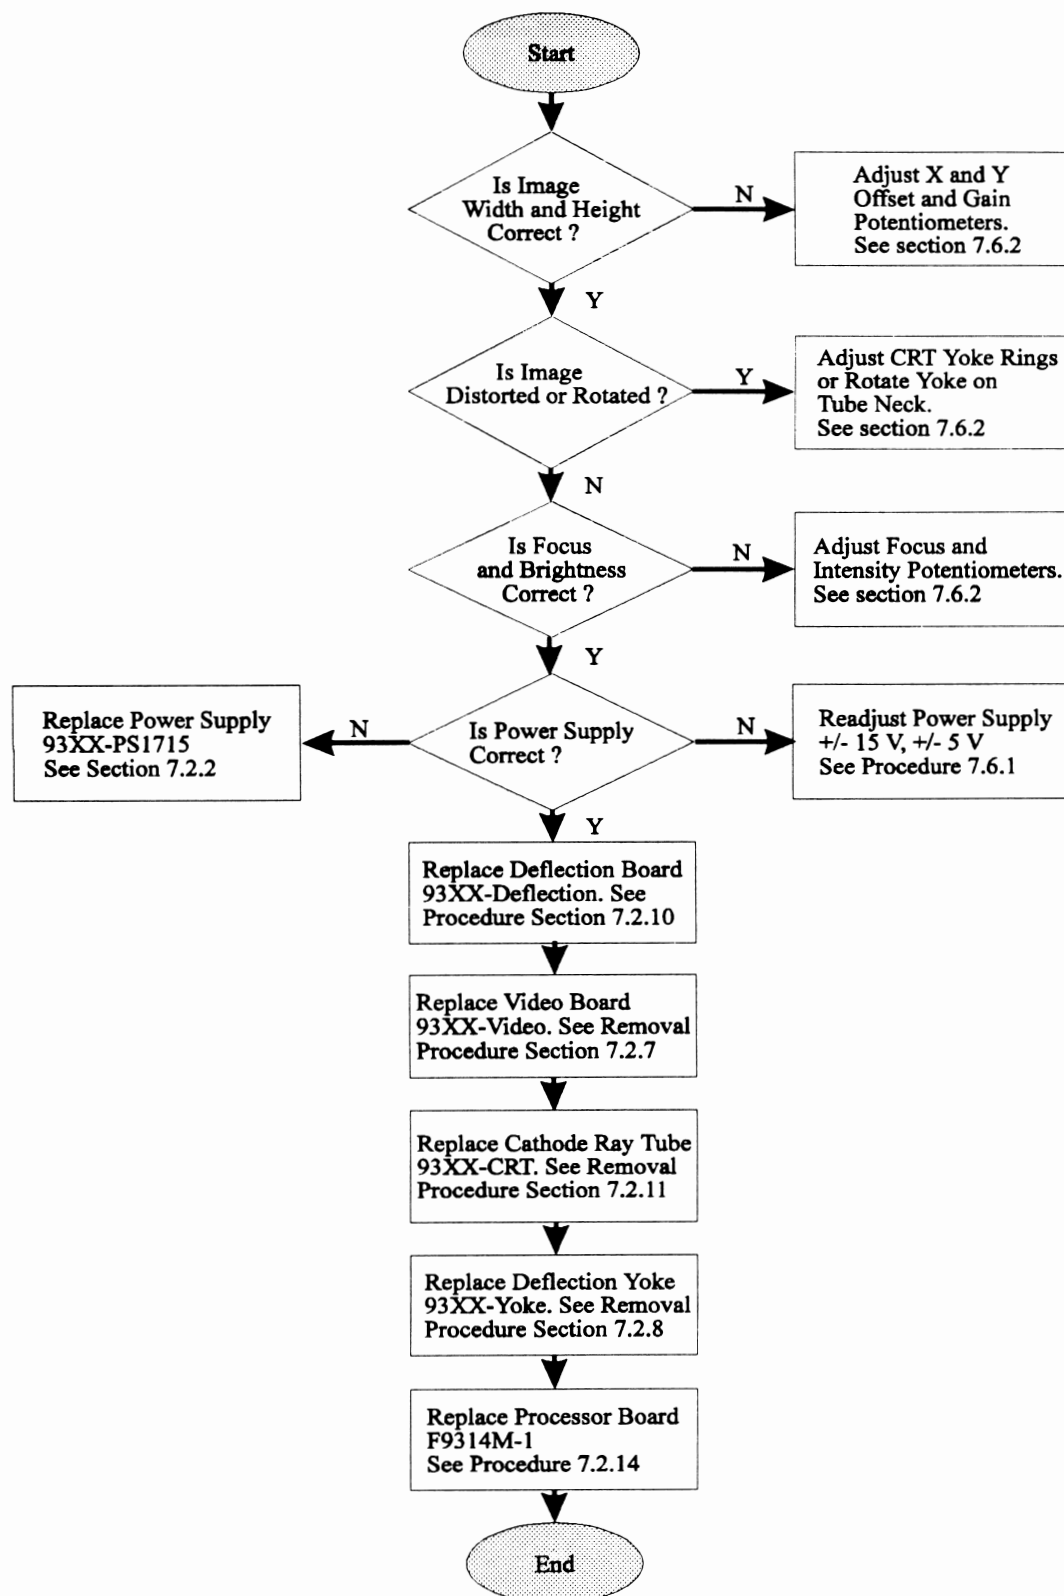 Start
Is Image
Width and Height
Correct ?
N
Adjust X and Y
Offset and Gain
Potentiometers.
See section 7.6.2
Y
Is Image
Distorted or Rotated ?
Y
Adjust CRT Yoke Rings
or Rotate Yoke on
Tube Neck.
See section 7.6.2
N
Is Focus
and Brightness
Correct ?
N
Adjust Focus and
Intensity Potentiometers.
See section 7.6.2
Y
Replace Power Supply
93XX-PS1715
See Section 7.2.2
N
Is Power Supply
Correct ?
N
Readjust Power Supply
+/- 15 V, +/- 5 V
See Procedure 7.6.1
Y
Replace Deflection Board
93XX-Deflection. See
Procedure Section 7.2.10
Replace Video Board
93XX-Video. See Removal
Procedure Section 7.2.7
Replace Cathode Ray Tube
93XX-CRT. See Removal
Procedure Section 7.2.11
Replace Deflection Yoke
93XX-Yoke. See Removal
Procedure Section 7.2.8
Replace Processor Board
F9314M-1
See Procedure 7.2.14
End